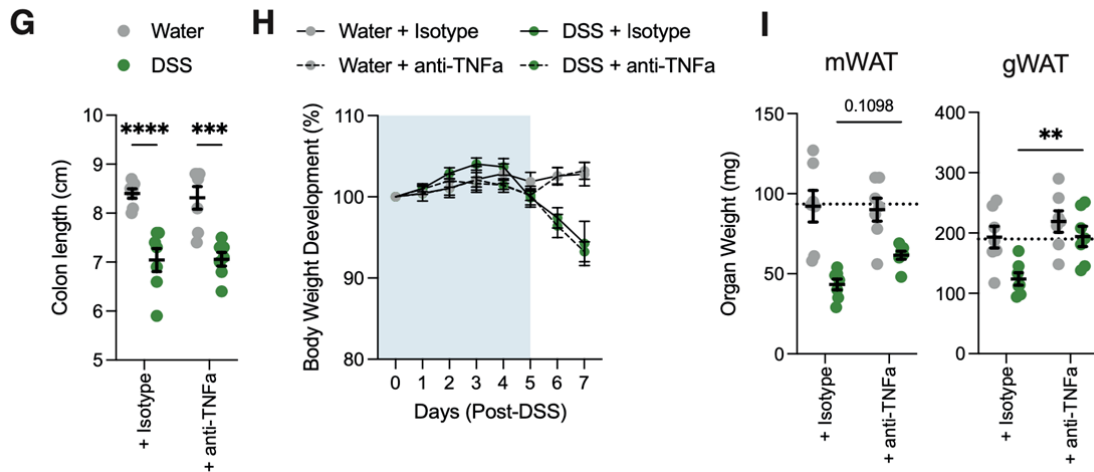 G
Water
DSS
Colon length (cm)
10
9
8
7
6
5
****
***
+ Isotype
+ anti-TNFa
H
Water + Isotype
DSS + Isotype
Water + anti-TNFa
DSS + anti-TNFa
Body Weight Development (%)
110
100
90
80
0 1 2 3 4 5 6 7
Days (Post-DSS)
I
mWAT
gWAT
Organ Weight (mg)
150
100
50
0
0.1098
+ Isotype
+ anti-TNFa
400
300
200
100
0
**
+ Isotype
+ anti-TNFa